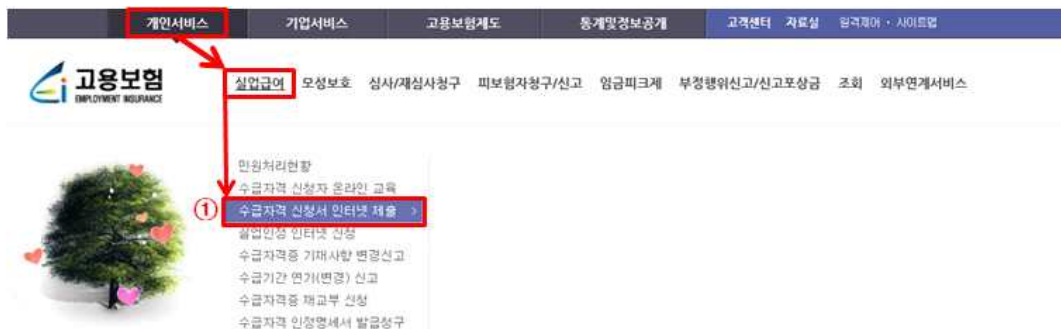 개인서비스 기업서비스 고용보험제도 통계및정보공개 고객센터 자료실 원격제어 · 사이트맵
고용보험
EMPLOYMENT INSURANCE
실업급여 모성보호 심사/재심사청구 피보험자청구/신고 임금피크제 부정행위신고/신고포상금 조회 외부연계서비스
민원처리현황
수급자격 신청자 온라인 교육
① 수급자격 신청서 인터넷 제출 >
실업인정 인터넷 신청
수급자격증 기재사항 변경신고
수급기간 연기(변경) 신고
수급자격증 재교부 신청
수급자격 인정명세서 발급청구